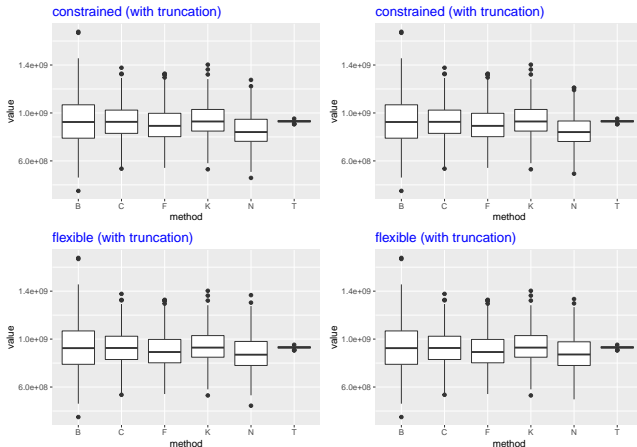 constrained (with truncation)
1.4e+09
1.0e+09
6.0e+08
value
B C F K N T
method
constrained (with truncation)
1.4e+09
1.0e+09
6.0e+08
value
B C F K N T
method
flexible (with truncation)
1.4e+09
1.0e+09
6.0e+08
value
B C F K N T
method
flexible (with truncation)
1.4e+09
1.0e+09
6.0e+08
value
B C F K N T
method